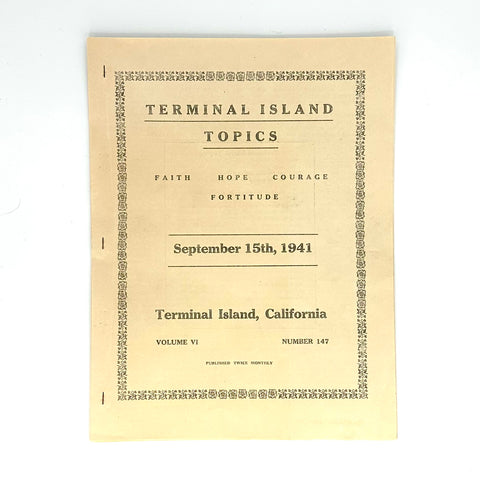 TERMINAL ISLAND
TOPICS
FAITH HOPE COURAGE
FORTITUDE
September 15th, 1941
Terminal Island, California
VOLUME VI NUMBER 147
PUBLISHED TWICE MONTHLY